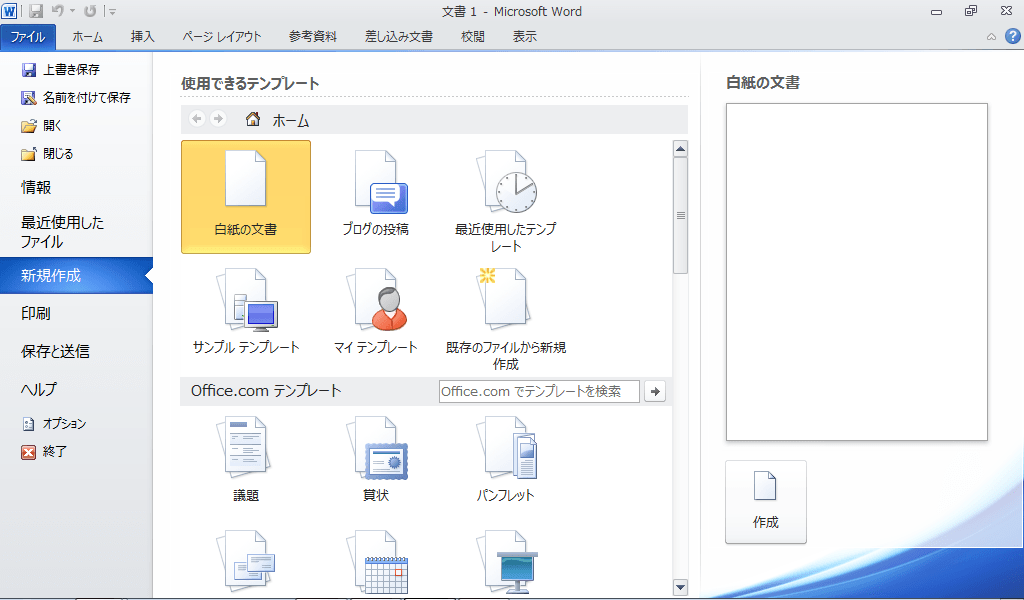 文書 1 - Microsoft Word
ファイル ホーム 挿入 ページ レイアウト 参考資料 差し込み文書 校閲 表示
上書き保存
名前を付けて保存
開く
閉じる
情報
最近使用した
ファイル
新規作成
印刷
保存と送信
ヘルプ
オプション
終了
使用できるテンプレート
ホーム
白紙の文書
ブログの投稿
最近使用したテンプ
レート
サンプル テンプレート
マイ テンプレート
既存のファイルから新規
作成
Office.com テンプレート
Office.com でテンプレートを検索
議題
賞状
パンフレット
白紙の文書
作成